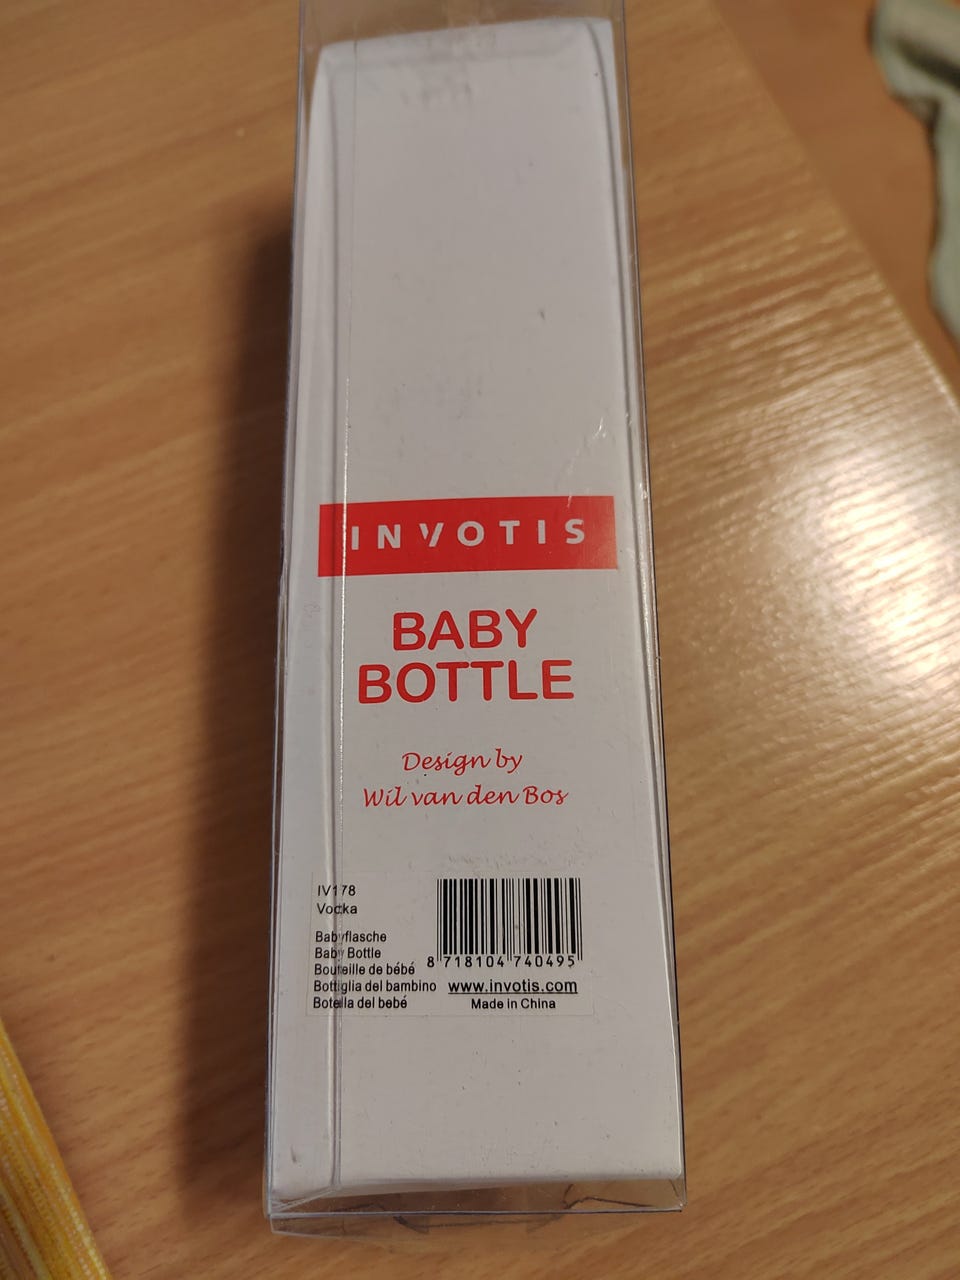 INVOTIS
BABY
BOTTLE
Design by
Wil van den Bos
IV178
Vodka
Babyflasche
Baby Bottle
Bouteille de bébé
Bottiglia del bambino
Botella del bebé
8 718104 740495
www.invotis.com
Made in China